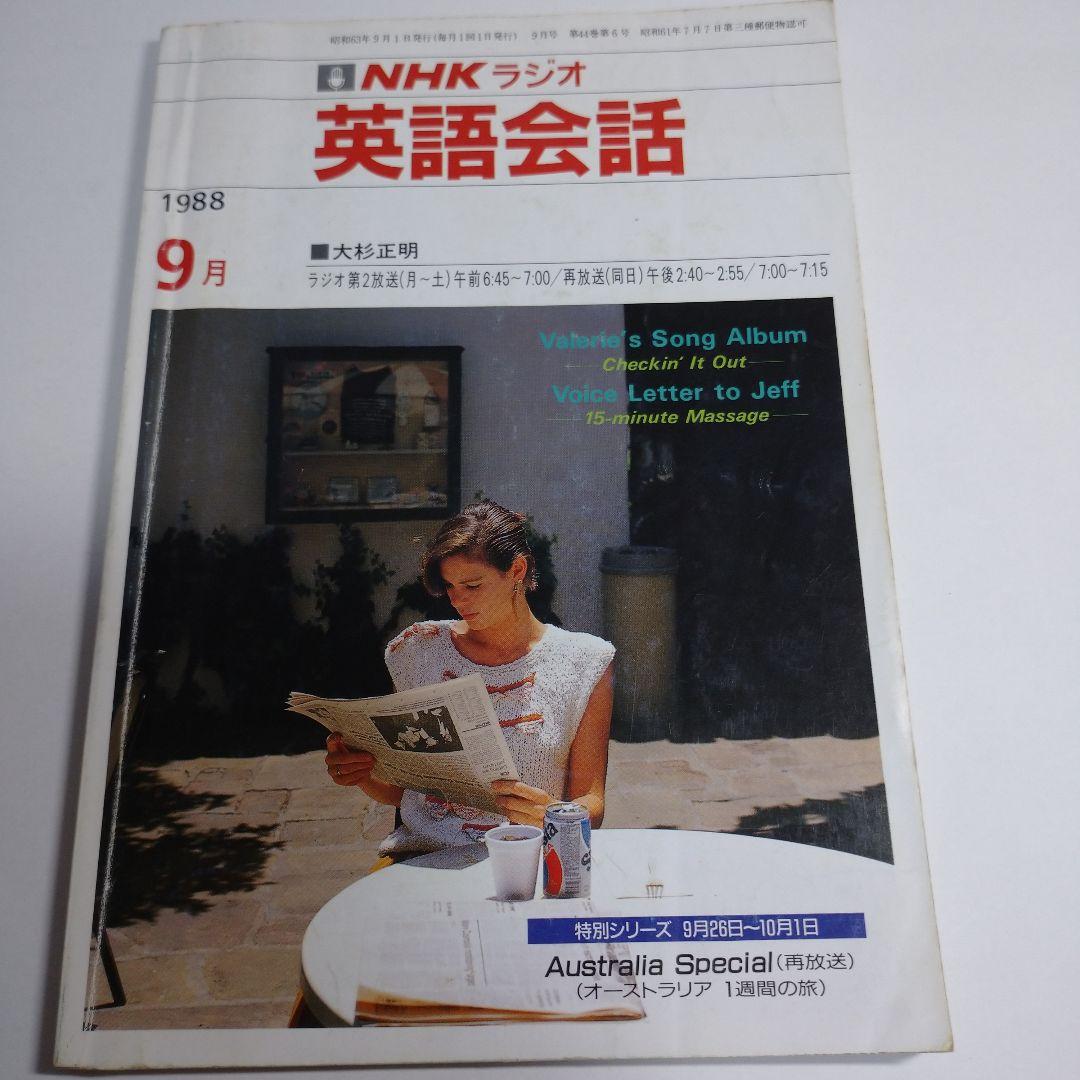 昭和63年9月1日発行(毎月1回1日発行) 9月号 第44巻第6号 昭和61年7月7日第三種郵便物認可
NHKラジオ
英語会話
1988
9月
■大杉正明
ラジオ第2放送(月~土)午前6:45~7:00/再放送(同日)午後2:40~2:55/7:00~7:15
Valerie's Song Album
Checkin' It Out
Voice Letter to Jeff
15-minute Massage
特別シリーズ 9月26日~10月1日
Australia Special(再放送)
(オーストラリア 1週間の旅)